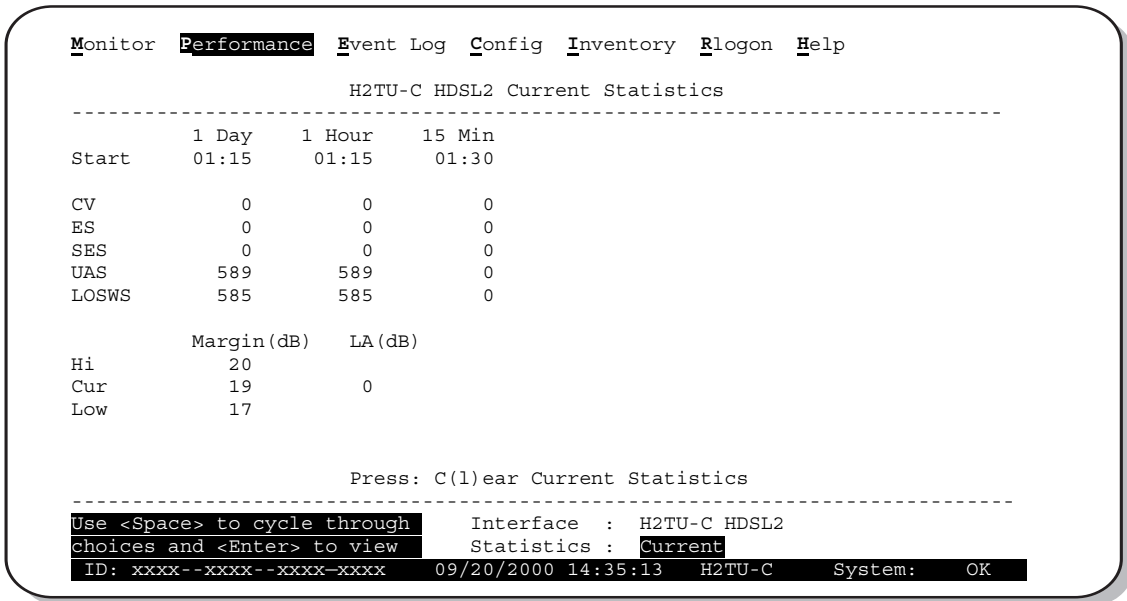 Monitor Performance Event Log Config Inventory Rlogon Help
H2TU-C HDSL2 Current Statistics
--------------------------------------------------------------------------------
1 Day 1 Hour 15 Min
Start 01:15 01:15 01:30
CV 0 0 0
ES 0 0 0
SES 0 0 0
UAS 589 589 0
LOSWS 585 585 0
Margin(dB) LA(dB)
Hi 20
Cur 19 0
Low 17
Press: C(l)ear Current Statistics
--------------------------------------------------------------------------------
Use <Space> to cycle through Interface : H2TU-C HDSL2
choices and <Enter> to view Statistics : Current
ID: xxxx--xxxx--xxxx—xxxx 09/20/2000 14:35:13 H2TU-C System: OK